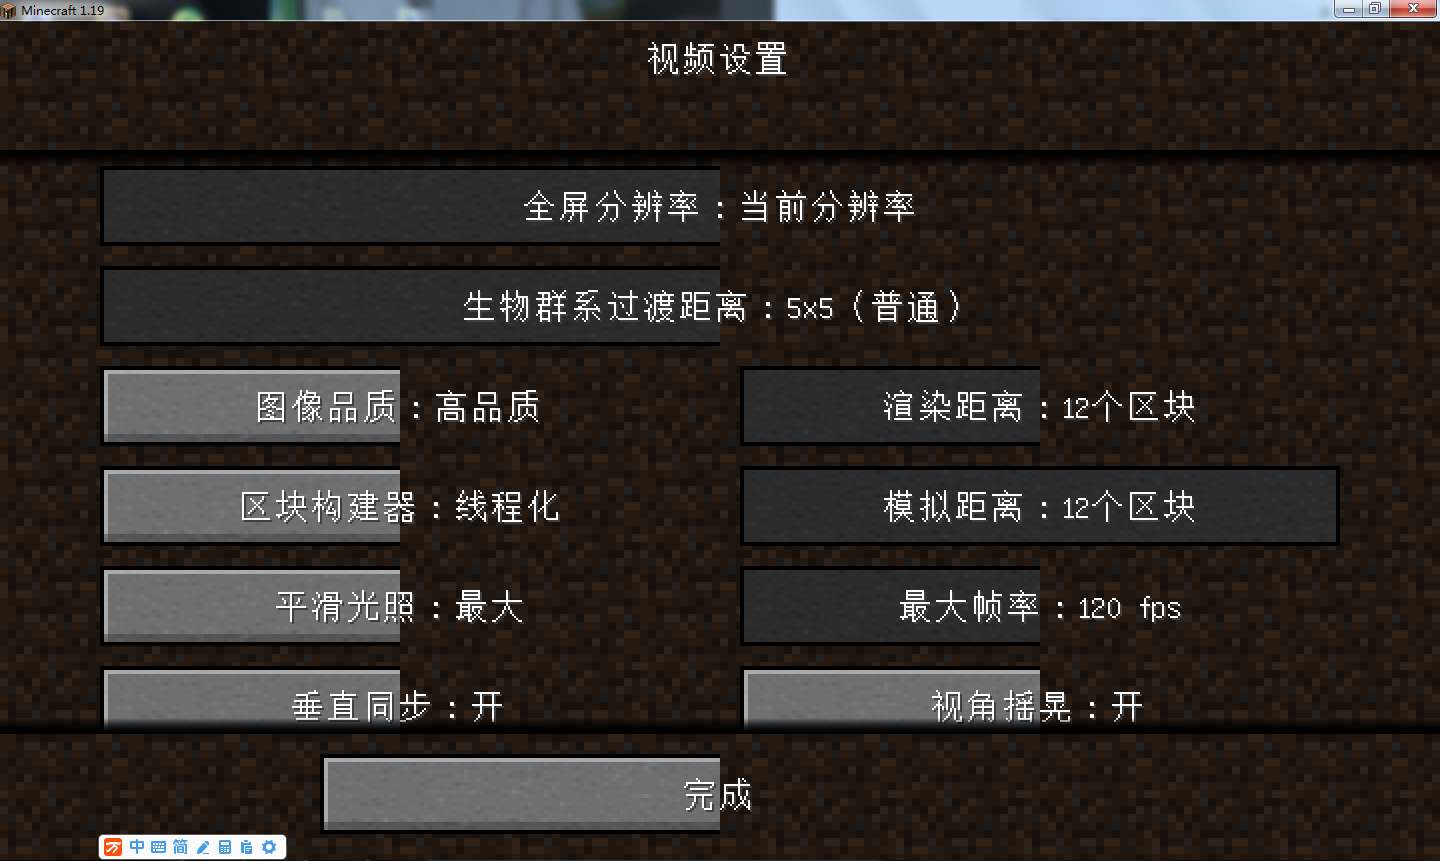 Minecraft 1.19
视频设置
全屏分辨率：当前分辨率
生物群系过渡距离：5x5（普通）
图像品质：高品质
渲染距离：12个区块
区块构建器：线程化
模拟距离：12个区块
平滑光照：最大
最大帧率：120 fps
垂直同步：开
视角摇晃：开
完成
中 简